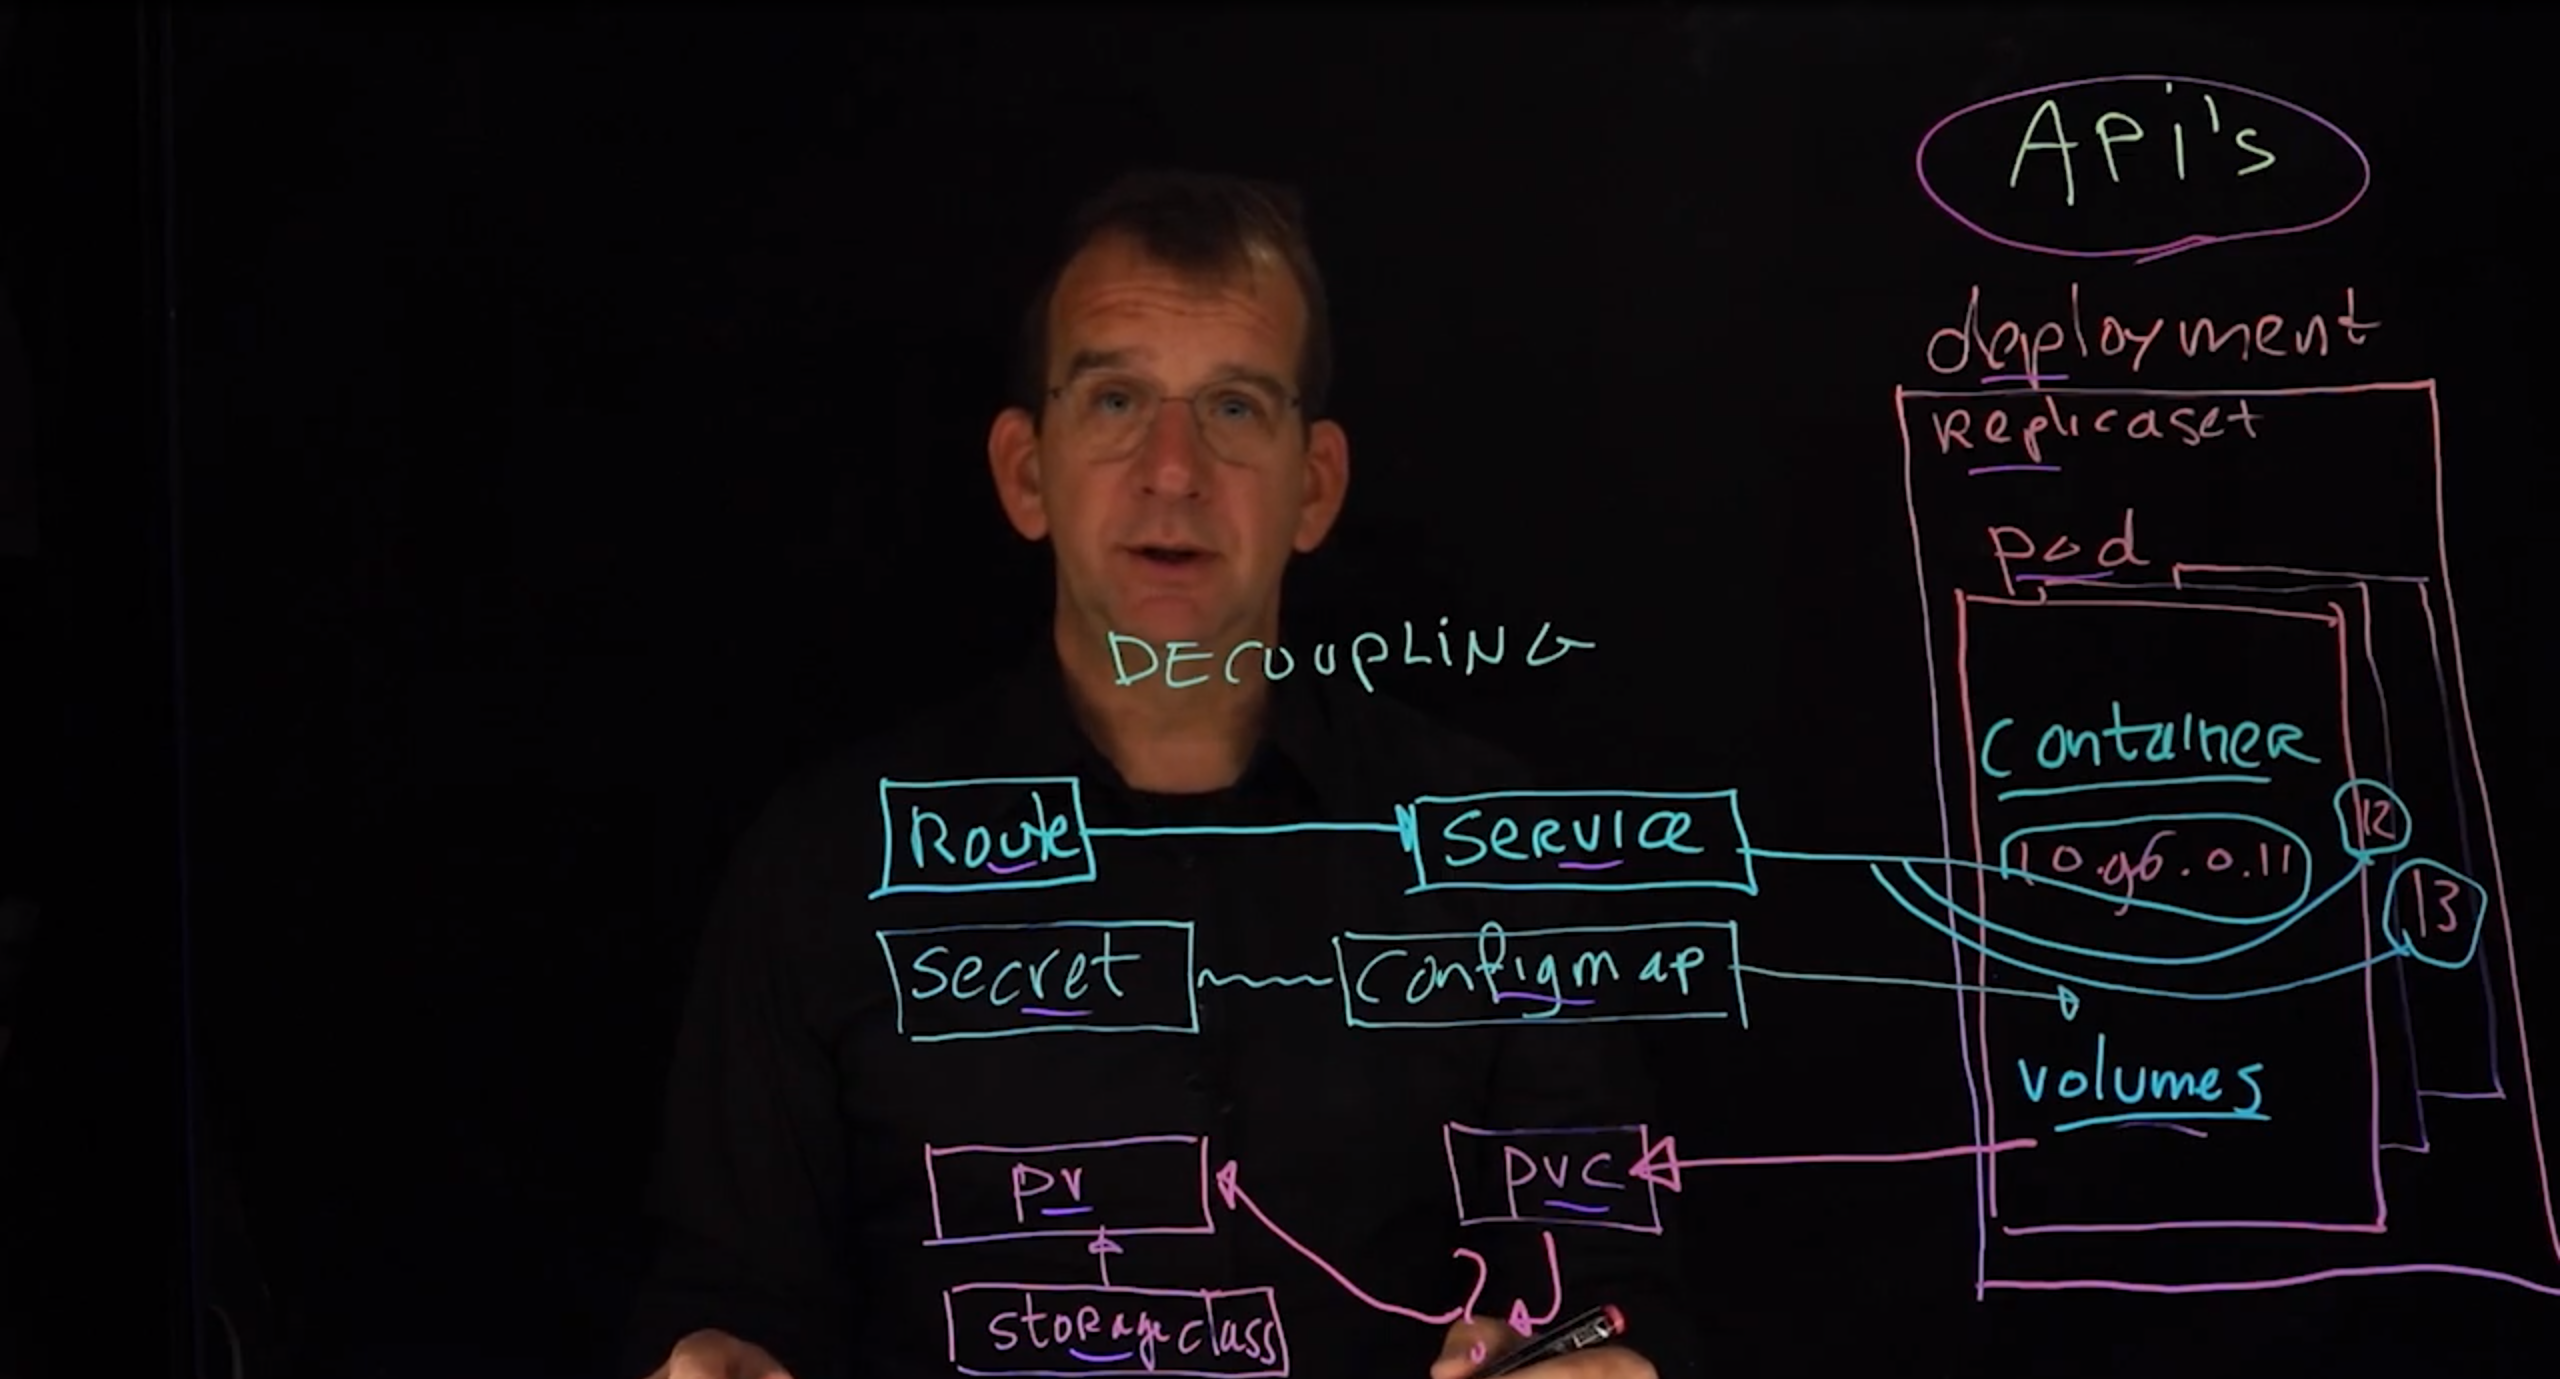 APi's
deployment
Replicaset
pod
DECOUPLING
Container
Route
Service
12
10.96.0.11
13
Secret
Configmap
volumes
pv
pvc
?
Storageclass